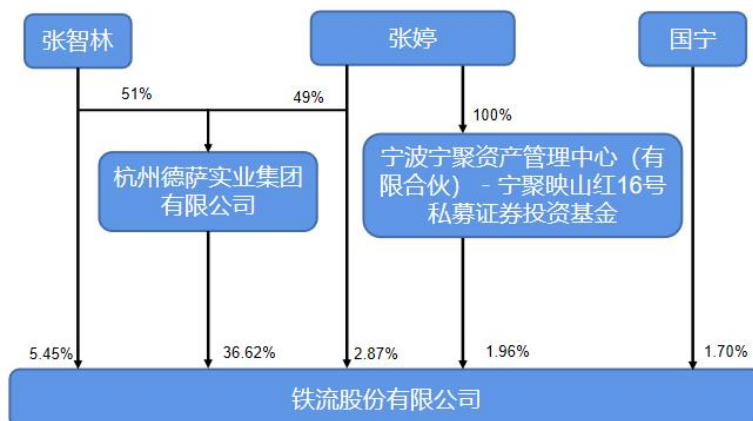 张智林
张婷
国宁
51%
49%
100%
杭州德萨实业集团
有限公司
宁波宁聚资产管理中心（有
限合伙） - 宁聚映山红16号
私募证券投资基金
5.45%
36.62%
2.87%
1.96%
1.70%
铁流股份有限公司